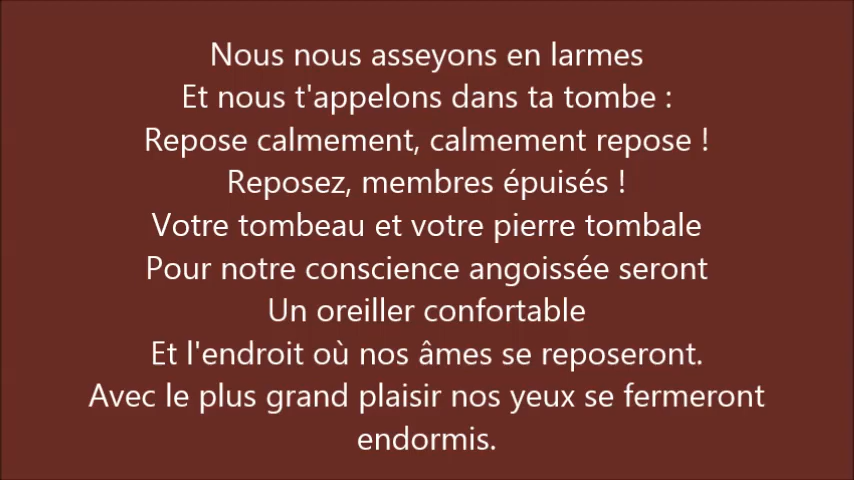 Nous nous asseyons en larmes
Et nous t'appelons dans ta tombe :
Repose calmement, calmement repose !
Reposez, membres épuisés !
Votre tombeau et votre pierre tombale
Pour notre conscience angoissée seront
Un oreiller confortable
Et l'endroit où nos âmes se reposeront.
Avec le plus grand plaisir nos yeux se fermeront
endormis.